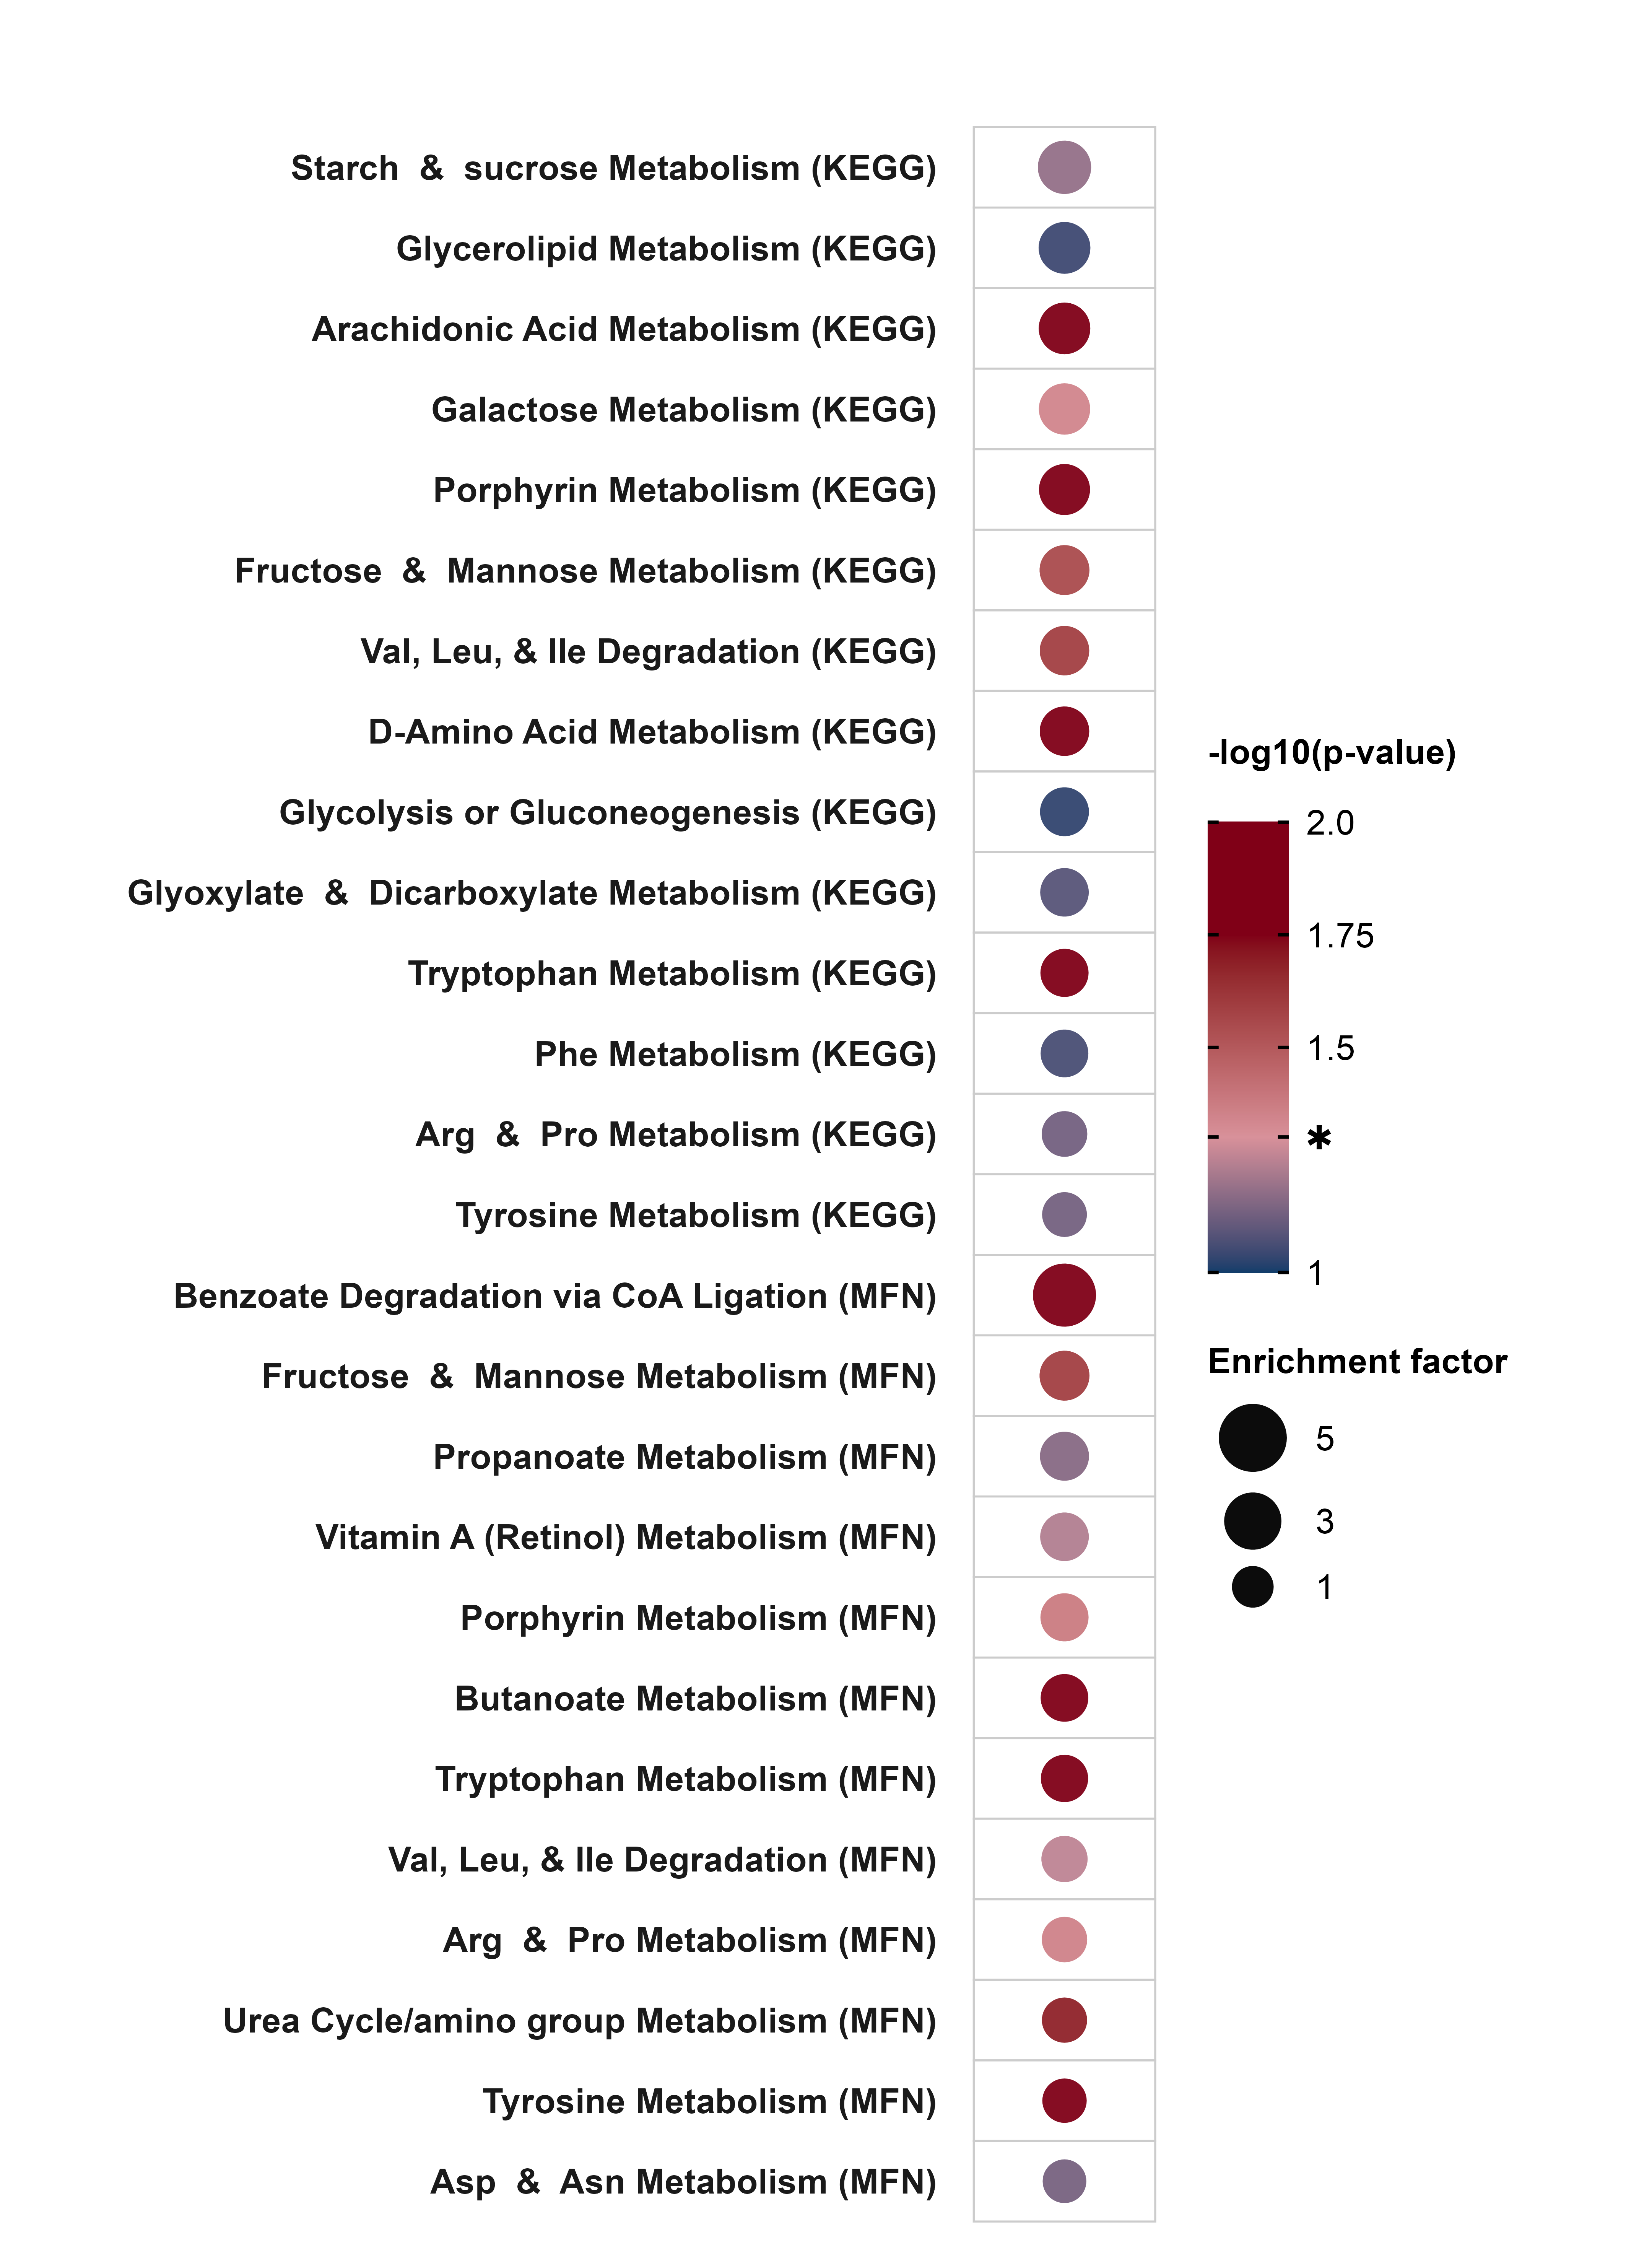 Starch & sucrose Metabolism (KEGG)
Glycerolipid Metabolism (KEGG)
Arachidonic Acid Metabolism (KEGG)
Galactose Metabolism (KEGG)
Porphyrin Metabolism (KEGG)
Fructose & Mannose Metabolism (KEGG)
Val, Leu, & Ile Degradation (KEGG)
D-Amino Acid Metabolism (KEGG)
Glycolysis or Gluconeogenesis (KEGG)
Glyoxylate & Dicarboxylate Metabolism (KEGG)
Tryptophan Metabolism (KEGG)
Phe Metabolism (KEGG)
Arg & Pro Metabolism (KEGG)
Tyrosine Metabolism (KEGG)
Benzoate Degradation via CoA Ligation (MFN)
Fructose & Mannose Metabolism (MFN)
Propanoate Metabolism (MFN)
Vitamin A (Retinol) Metabolism (MFN)
Porphyrin Metabolism (MFN)
Butanoate Metabolism (MFN)
Tryptophan Metabolism (MFN)
Val, Leu, & Ile Degradation (MFN)
Arg & Pro Metabolism (MFN)
Urea Cycle/amino group Metabolism (MFN)
Tyrosine Metabolism (MFN)
Asp & Asn Metabolism (MFN)
-log10(p-value)
2.0
1.75
1.5
*
1
Enrichment factor
5
3
1